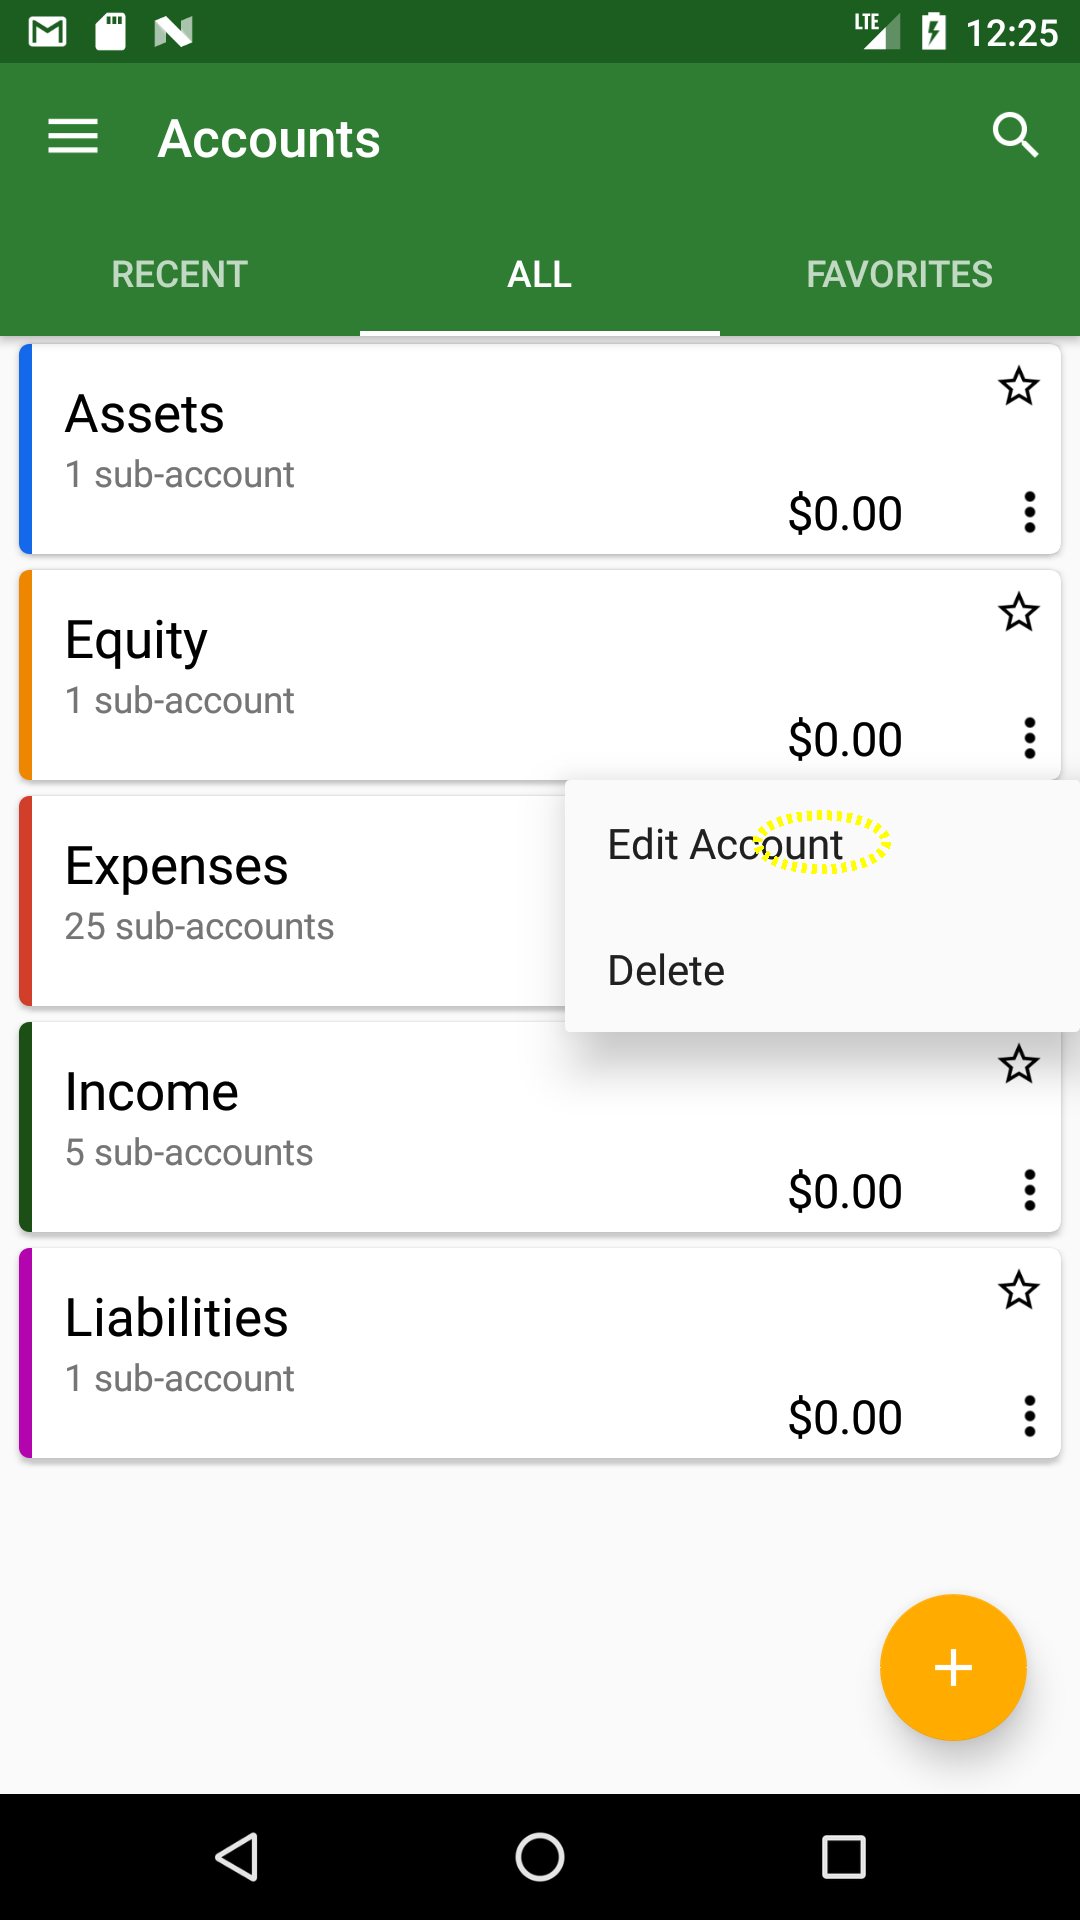 LTE 12:25
Accounts
RECENT ALL FAVORITES
Assets
1 sub-account
$0.00
Equity
1 sub-account
$0.00
Edit Account
Expenses
25 sub-accounts
Delete
Income
5 sub-accounts
$0.00
Liabilities
1 sub-account
$0.00